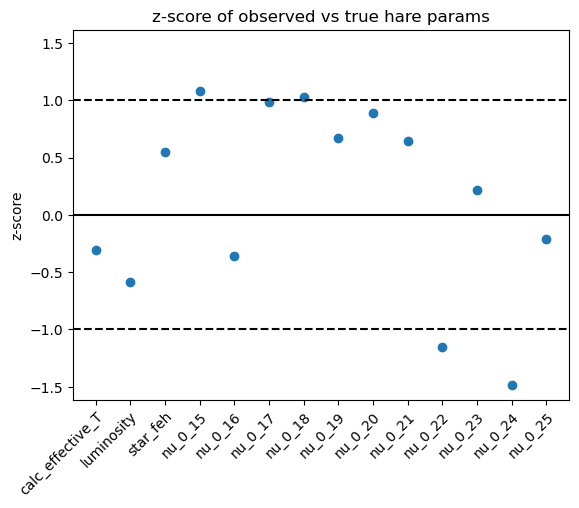 z-score of observed vs true hare params
1.5
1.0
0.5
0.0
−0.5
−1.0
−1.5
z-score
calc_effective_T
luminosity
star_feh
nu_0_15
nu_0_16
nu_0_17
nu_0_18
nu_0_19
nu_0_20
nu_0_21
nu_0_22
nu_0_23
nu_0_24
nu_0_25